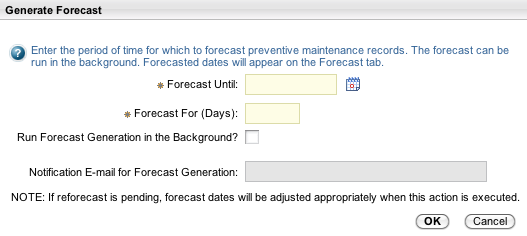 Generate Forecast
Enter the period of time for which to forecast preventive maintenance records. The forecast can be
run in the background. Forecasted dates will appear on the Forecast tab.
Forecast Until:
Forecast For (Days):
Run Forecast Generation in the Background?
Notification E-mail for Forecast Generation:
NOTE: If reforecast is pending, forecast dates will be adjusted appropriately when this action is executed.
OK Cancel